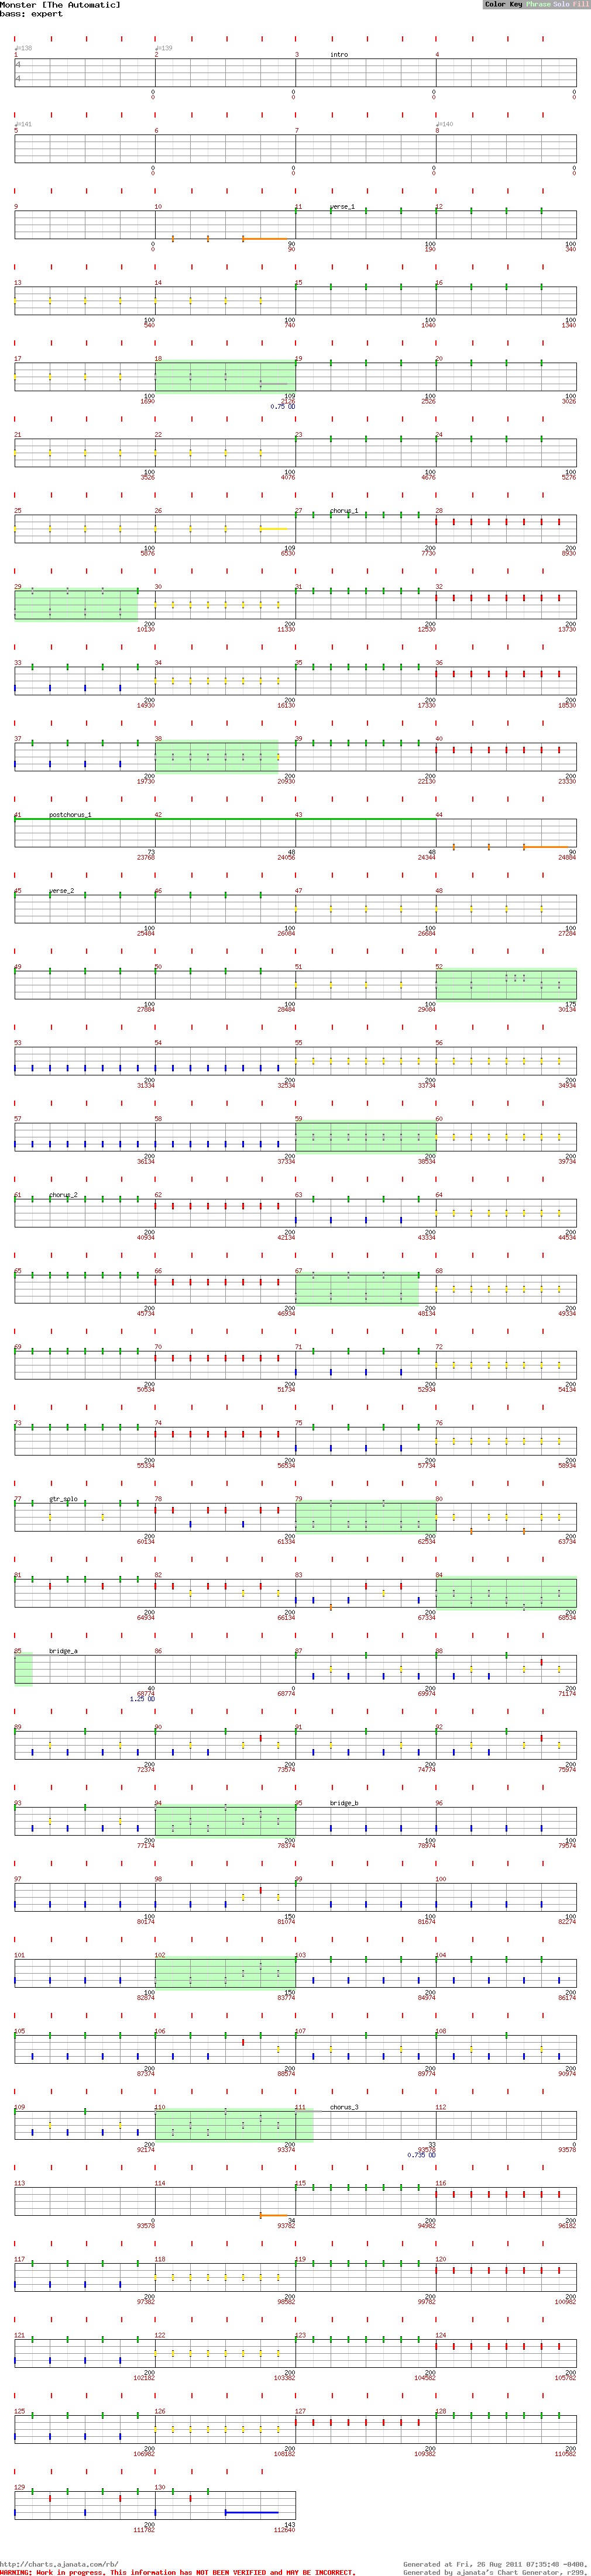 Monster [The Automatic]
bass: expert
Color Key Phrase Solo Fill
♩=138 ♩=139
1 2 3 intro 4
4
4
0 0 0 0
0 0 0 0
♩=141 ♩=140
5 6 7 8
0 0 0
0 0 0
9 10 11 verse_1 12
0 90 100 100
0 90 190 340
13 14 15 16
100 100 100 100
540 740 1040 1340
17 18 19 20
100 109 100 100
1690 2126 2526 3026
0.75 OD
21 22 23 24
100 100 100 100
3526 4076 4676 5276
25 26 27 chorus_1 28
100 109 200 200
5876 6530 7730 8930
29 30 31 32
200 200 200 200
10130 11330 12530 13730
33 34 35 36
200 200 200 200
14930 16130 17330 18530
37 38 39 40
200 200 200 200
19730 20930 22130 23330
41 postchorus_1 42 43 44
73 48 48 90
23768 24056 24344 24884
45 verse_2 46 47 48
100 100 100 100
25484 26084 26684 27284
49 50 51 52
100 100 100 175
27884 28484 29084 30134
53 54 55 56
200 200 200 200
31334 32534 33734 34934
57 58 59 60
200 200 200 200
36134 37334 38534 39734
61 chorus_2 62 63 64
200 200 200 200
40934 42134 43334 44534
65 66 67 68
200 200 200 200
45734 46934 48134 49334
69 70 71 72
200 200 200 200
50534 51734 52934 54134
73 74 75 76
200 200 200 200
55334 56534 57734 58934
77 gtr_solo 78 79 80
200 200 200 200
60134 61334 62534 63734
81 82 83 84
200 200 200 200
64934 66134 67334 68534
85 bridge_a 86 87 88
40 0 200 200
68774 68774 69974 71174
1.25 OD
89 90 91 92
200 200 200 200
72374 73574 74774 75974
93 94 95 bridge_b 96
200 200 100 100
77174 78374 78974 79574
97 98 99 100
100 150 100 100
80174 81074 81674 82274
101 102 103 104
100 150 200 200
82874 83774 84974 86174
105 106 107 108
200 200 200 200
87374 88574 89774 90974
109 110 111 chorus_3 112
200 200 33 0
92174 93374 93578 93578
0.735 OD
113 114 115 116
0 34 200 200
93578 93782 94982 96182
117 118 119 120
200 200 200 200
97382 98582 99782 100982
121 122 123 124
200 200 200 200
102182 103382 104582 105782
125 126 127 128
200 200 200 200
106982 108182 109382 110582
129 130
200 143
111782 112640
http://charts.ajanata.com/rb/ Generated at Fri, 26 Aug 2011 07:35:48 -0400.
WARNING: Work in progress. This information has NOT BEEN VERIFIED and MAY BE INCORRECT. Generated by ajanata's Chart Generator, r299.